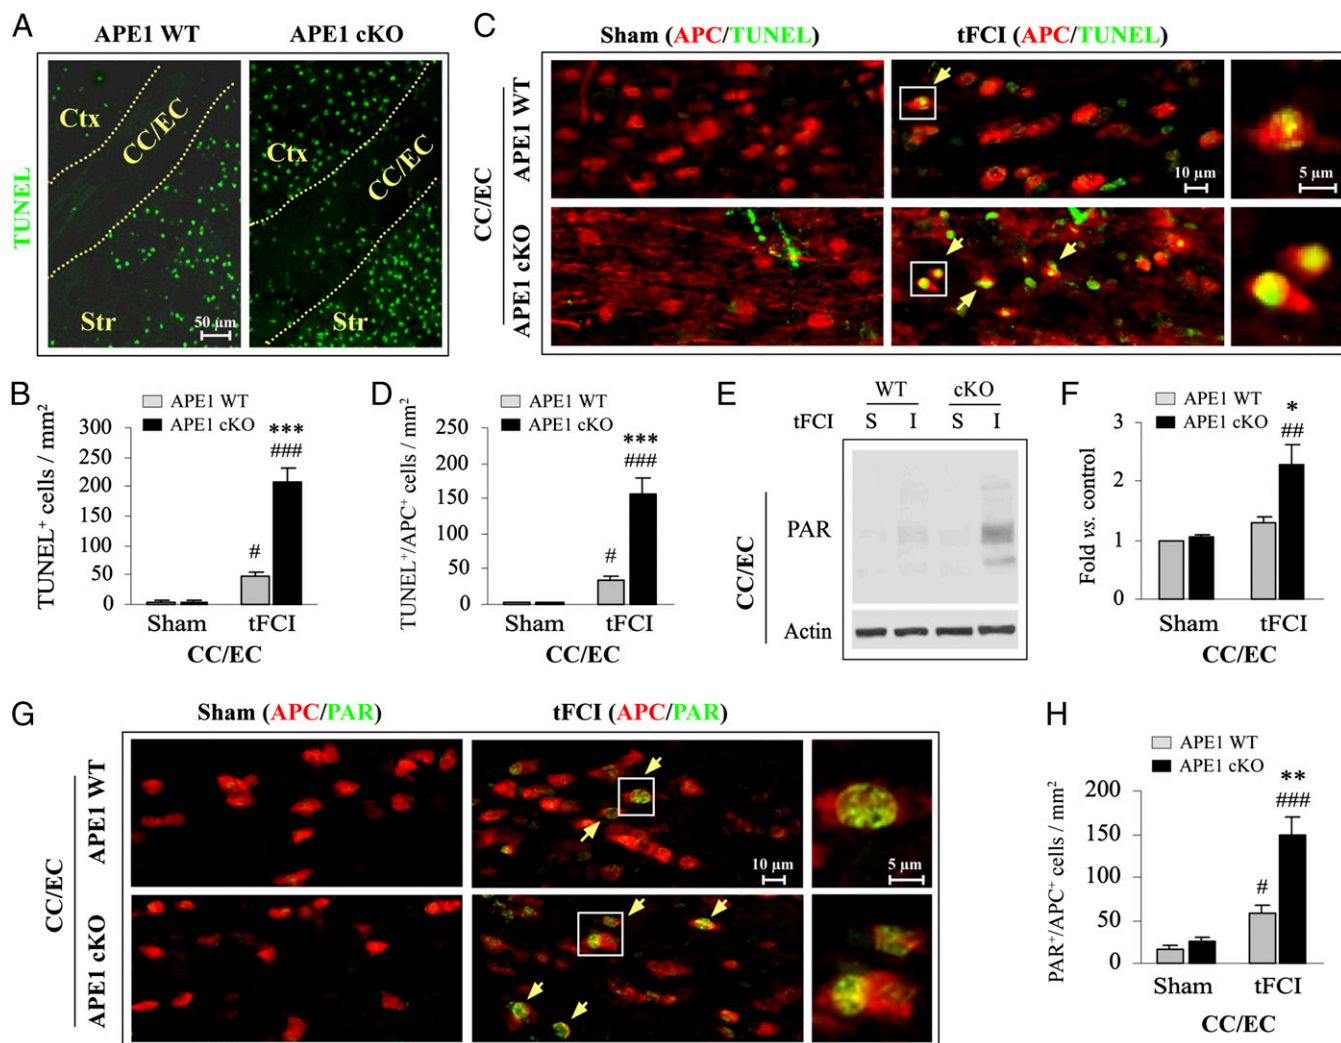 A
APE1 WT APE1 cKO
TUNEL
Ctx
CC/EC
Str
50 µm
Ctx
CC/EC
Str
C
Sham (APC/TUNEL) tFCI (APC/TUNEL)
CC/EC
APE1 WT
APE1 cKO
10 µm
5 µm
B
APE1 WT
APE1 cKO
TUNEL⁺ cells / mm²
300
250
200
150
100
50
0
#
***
###
Sham tFCI
CC/EC
D
APE1 WT
APE1 cKO
TUNEL⁺/APC⁺ cells / mm²
250
200
150
100
50
0
#
***
###
Sham tFCI
CC/EC
E
WT cKO
tFCI S I S I
CC/EC
PAR
Actin
F
APE1 WT
APE1 cKO
Fold vs. control
3
2
1
0
*
##
Sham tFCI
CC/EC
G
Sham (APC/PAR) tFCI (APC/PAR)
CC/EC
APE1 WT
APE1 cKO
10 µm
5 µm
H
APE1 WT
APE1 cKO
PAR⁺/APC⁺ cells / mm²
200
150
100
50
0
#
**
###
Sham tFCI
CC/EC